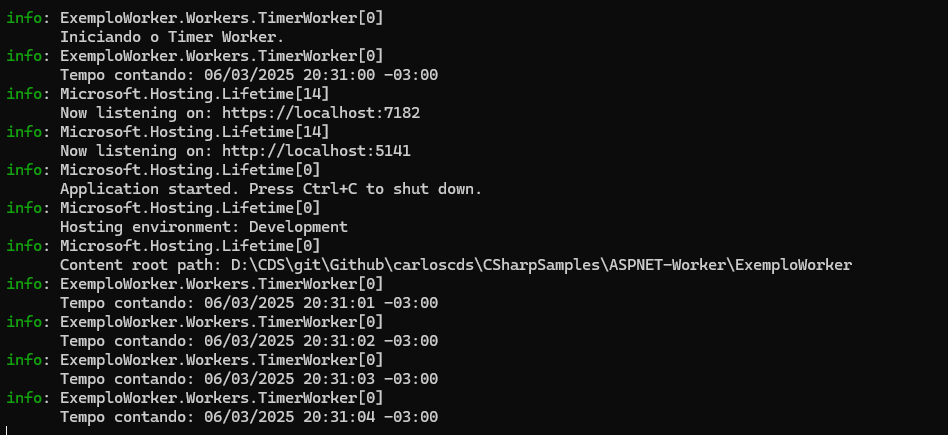 info: ExemploWorker.Workers.TimerWorker[0]
Iniciando o Timer Worker.
info: ExemploWorker.Workers.TimerWorker[0]
Tempo contando: 06/03/2025 20:31:00 -03:00
info: Microsoft.Hosting.Lifetime[14]
Now listening on: https://localhost:7182
info: Microsoft.Hosting.Lifetime[14]
Now listening on: http://localhost:5141
info: Microsoft.Hosting.Lifetime[0]
Application started. Press Ctrl+C to shut down.
info: Microsoft.Hosting.Lifetime[0]
Hosting environment: Development
info: Microsoft.Hosting.Lifetime[0]
Content root path: D:\CDS\git\Github\carloscds\CSharpSamples\ASPNET-Worker\ExemploWorker
info: ExemploWorker.Workers.TimerWorker[0]
Tempo contando: 06/03/2025 20:31:01 -03:00
info: ExemploWorker.Workers.TimerWorker[0]
Tempo contando: 06/03/2025 20:31:02 -03:00
info: ExemploWorker.Workers.TimerWorker[0]
Tempo contando: 06/03/2025 20:31:03 -03:00
info: ExemploWorker.Workers.TimerWorker[0]
Tempo contando: 06/03/2025 20:31:04 -03:00